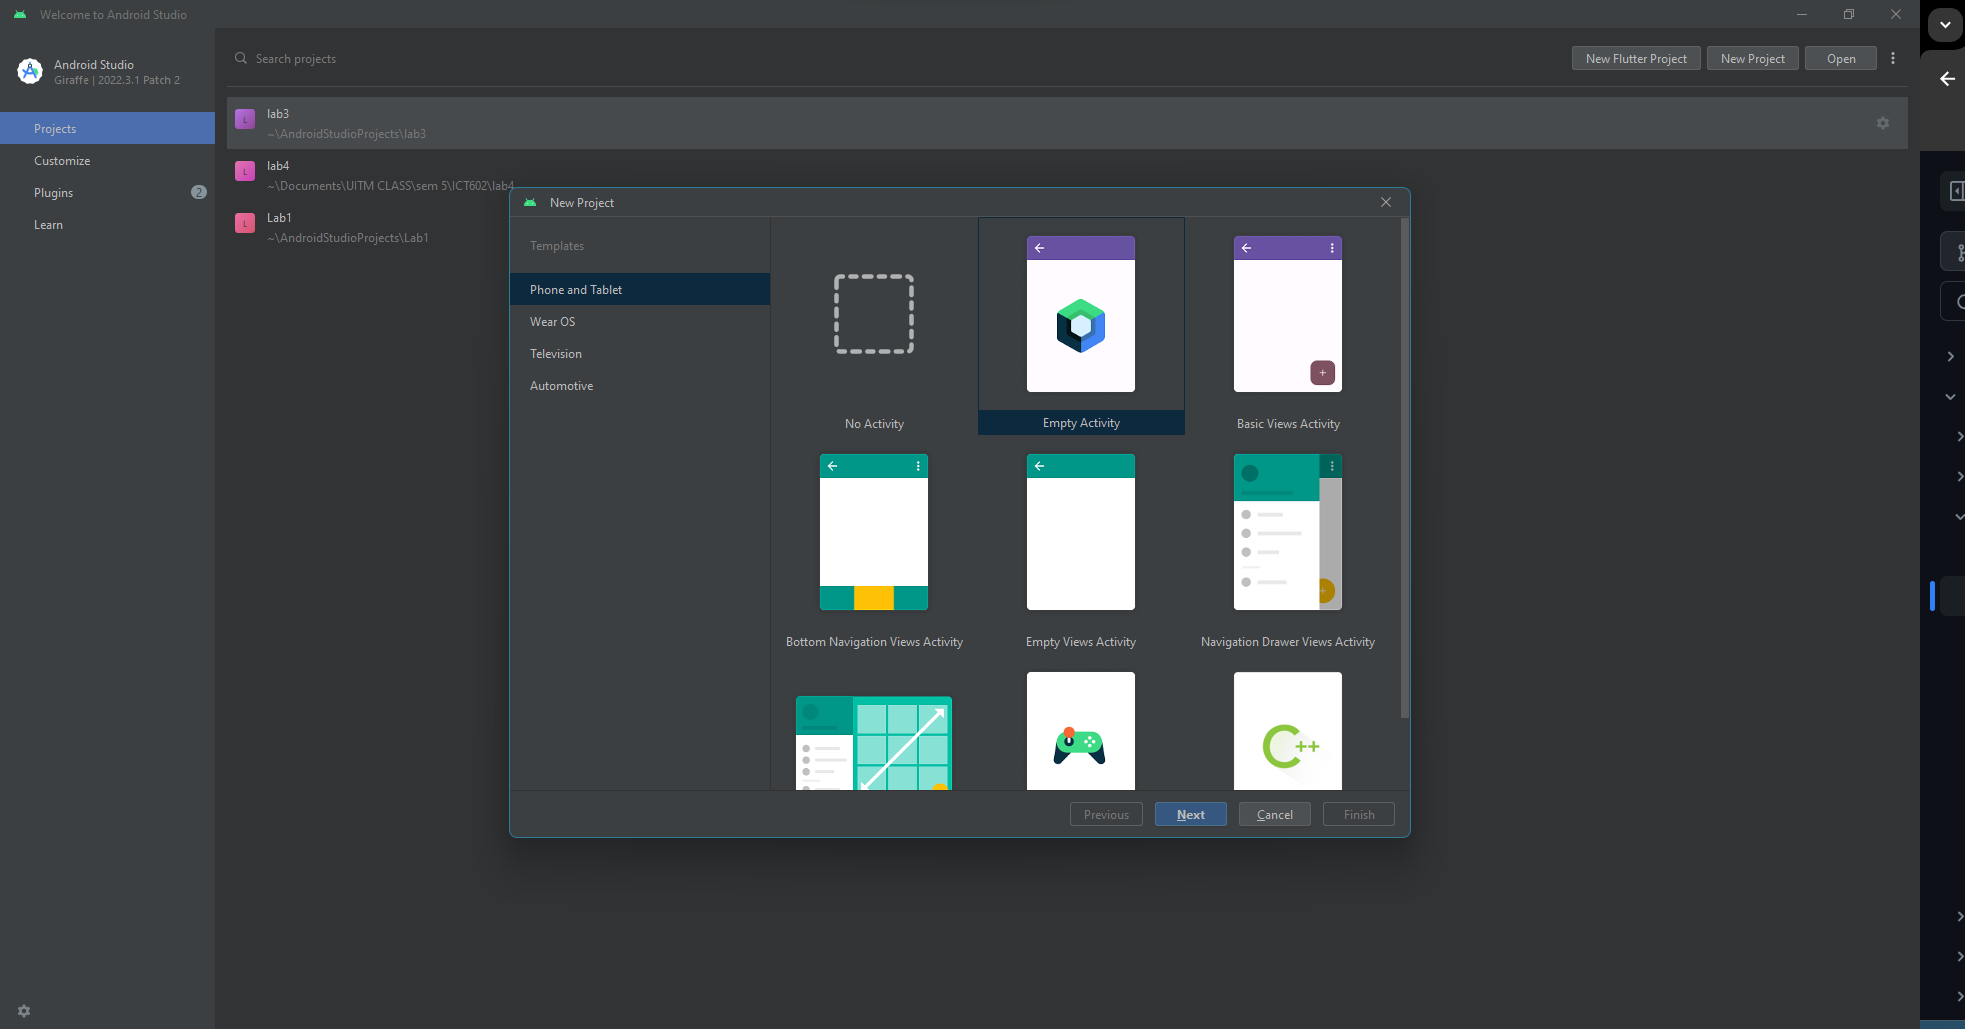 Welcome to Android Studio
Android Studio
Giraffe | 2022.3.1 Patch 2
Projects
Customize
Plugins
2
Learn
Search projects
New Flutter Project
New Project
Open
L
lab3
~\AndroidStudioProjects\lab3
L
lab4
~\Documents\UITM CLASS\sem 5\ICT602\lab4
L
Lab1
~\AndroidStudioProjects\Lab1
New Project
Templates
Phone and Tablet
Wear OS
Television
Automotive
No Activity
Empty Activity
Basic Views Activity
Bottom Navigation Views Activity
Empty Views Activity
Navigation Drawer Views Activity
C++
Previous
Next
Cancel
Finish